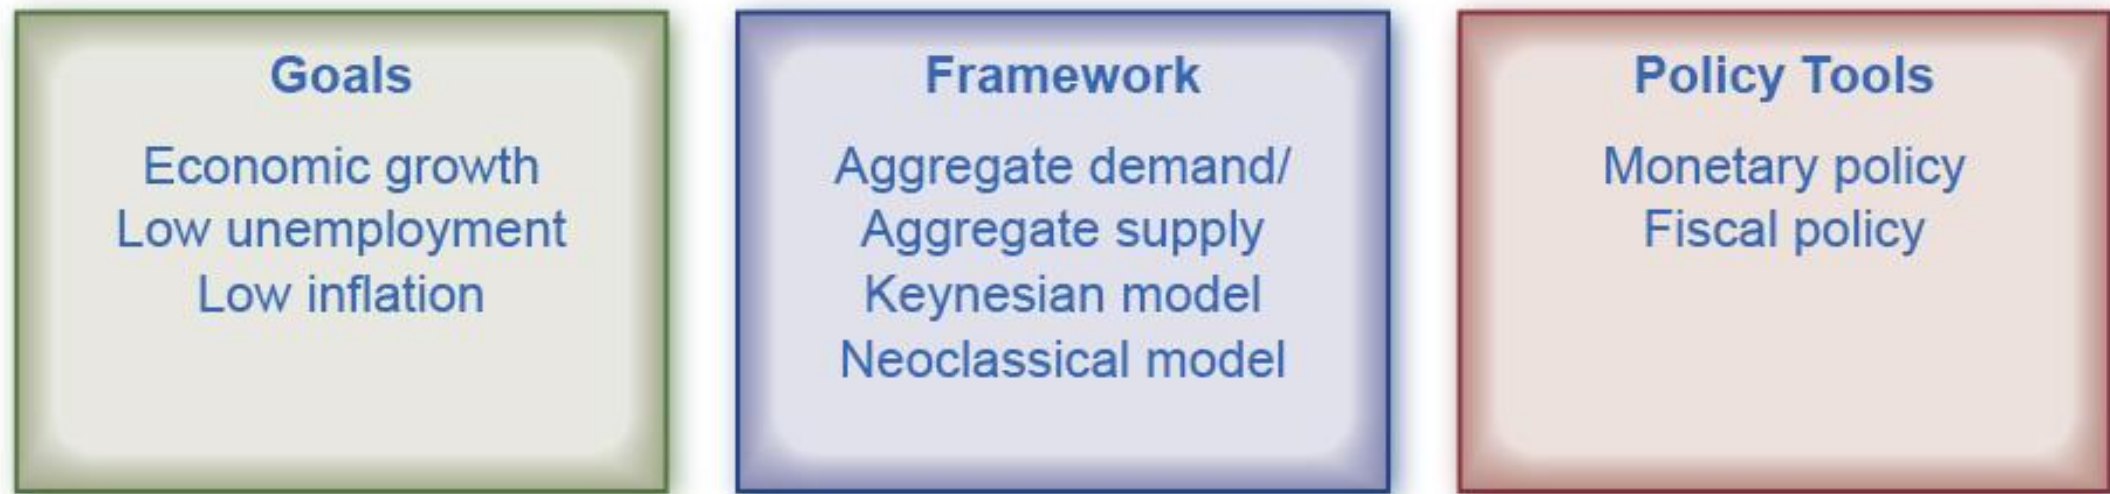 Goals
Economic growth
Low unemployment
Low inflation
Framework
Aggregate demand/
Aggregate supply
Keynesian model
Neoclassical model
Policy Tools
Monetary policy
Fiscal policy